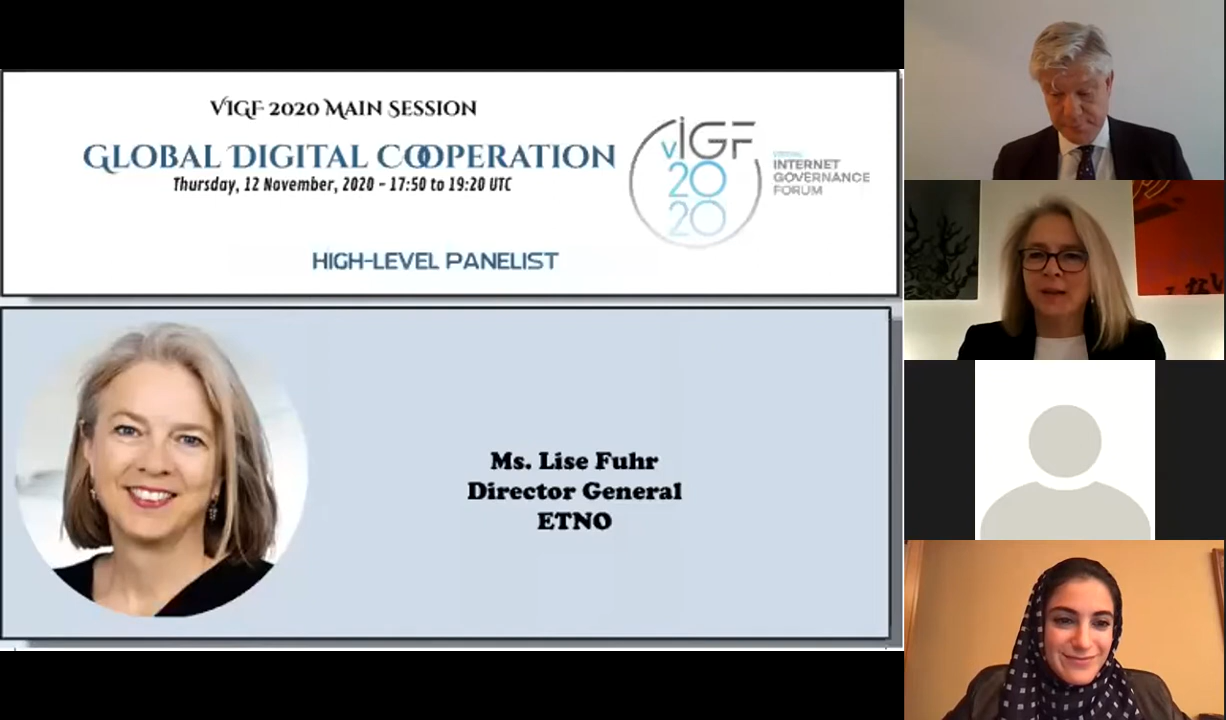 VIGF 2020 MAIN SESSION
GLOBAL DIGITAL COOPERATION
Thursday, 12 November, 2020 - 17:50 to 19:20 UTC
vIGF
2020
VIRTUAL
INTERNET
GOVERNANCE
FORUM
HIGH-LEVEL PANELIST
Ms. Lise Fuhr
Director General
ETNO